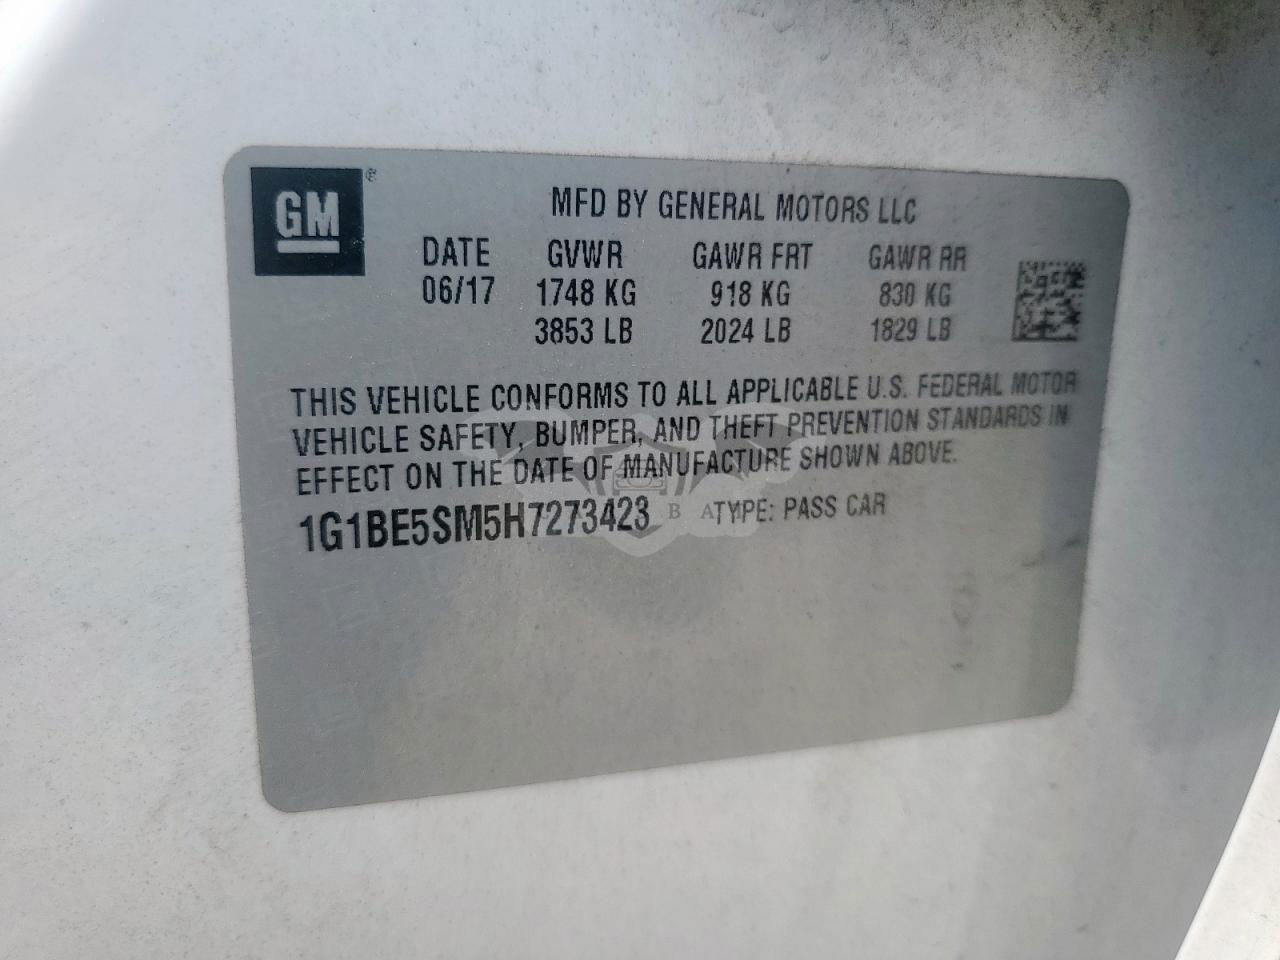 GM®
MFD BY GENERAL MOTORS LLC
DATE GVWR GAWR FRT GAWR RR
06/17 1748 KG 918 KG 830 KG
3853 LB 2024 LB 1829 LB
THIS VEHICLE CONFORMS TO ALL APPLICABLE U.S. FEDERAL MOTOR
VEHICLE SAFETY, BUMPER, AND THEFT PREVENTION STANDARDS IN
EFFECT ON THE DATE OF MANUFACTURE SHOWN ABOVE.
1G1BE5SM5H7273423 TYPE: PASS CAR